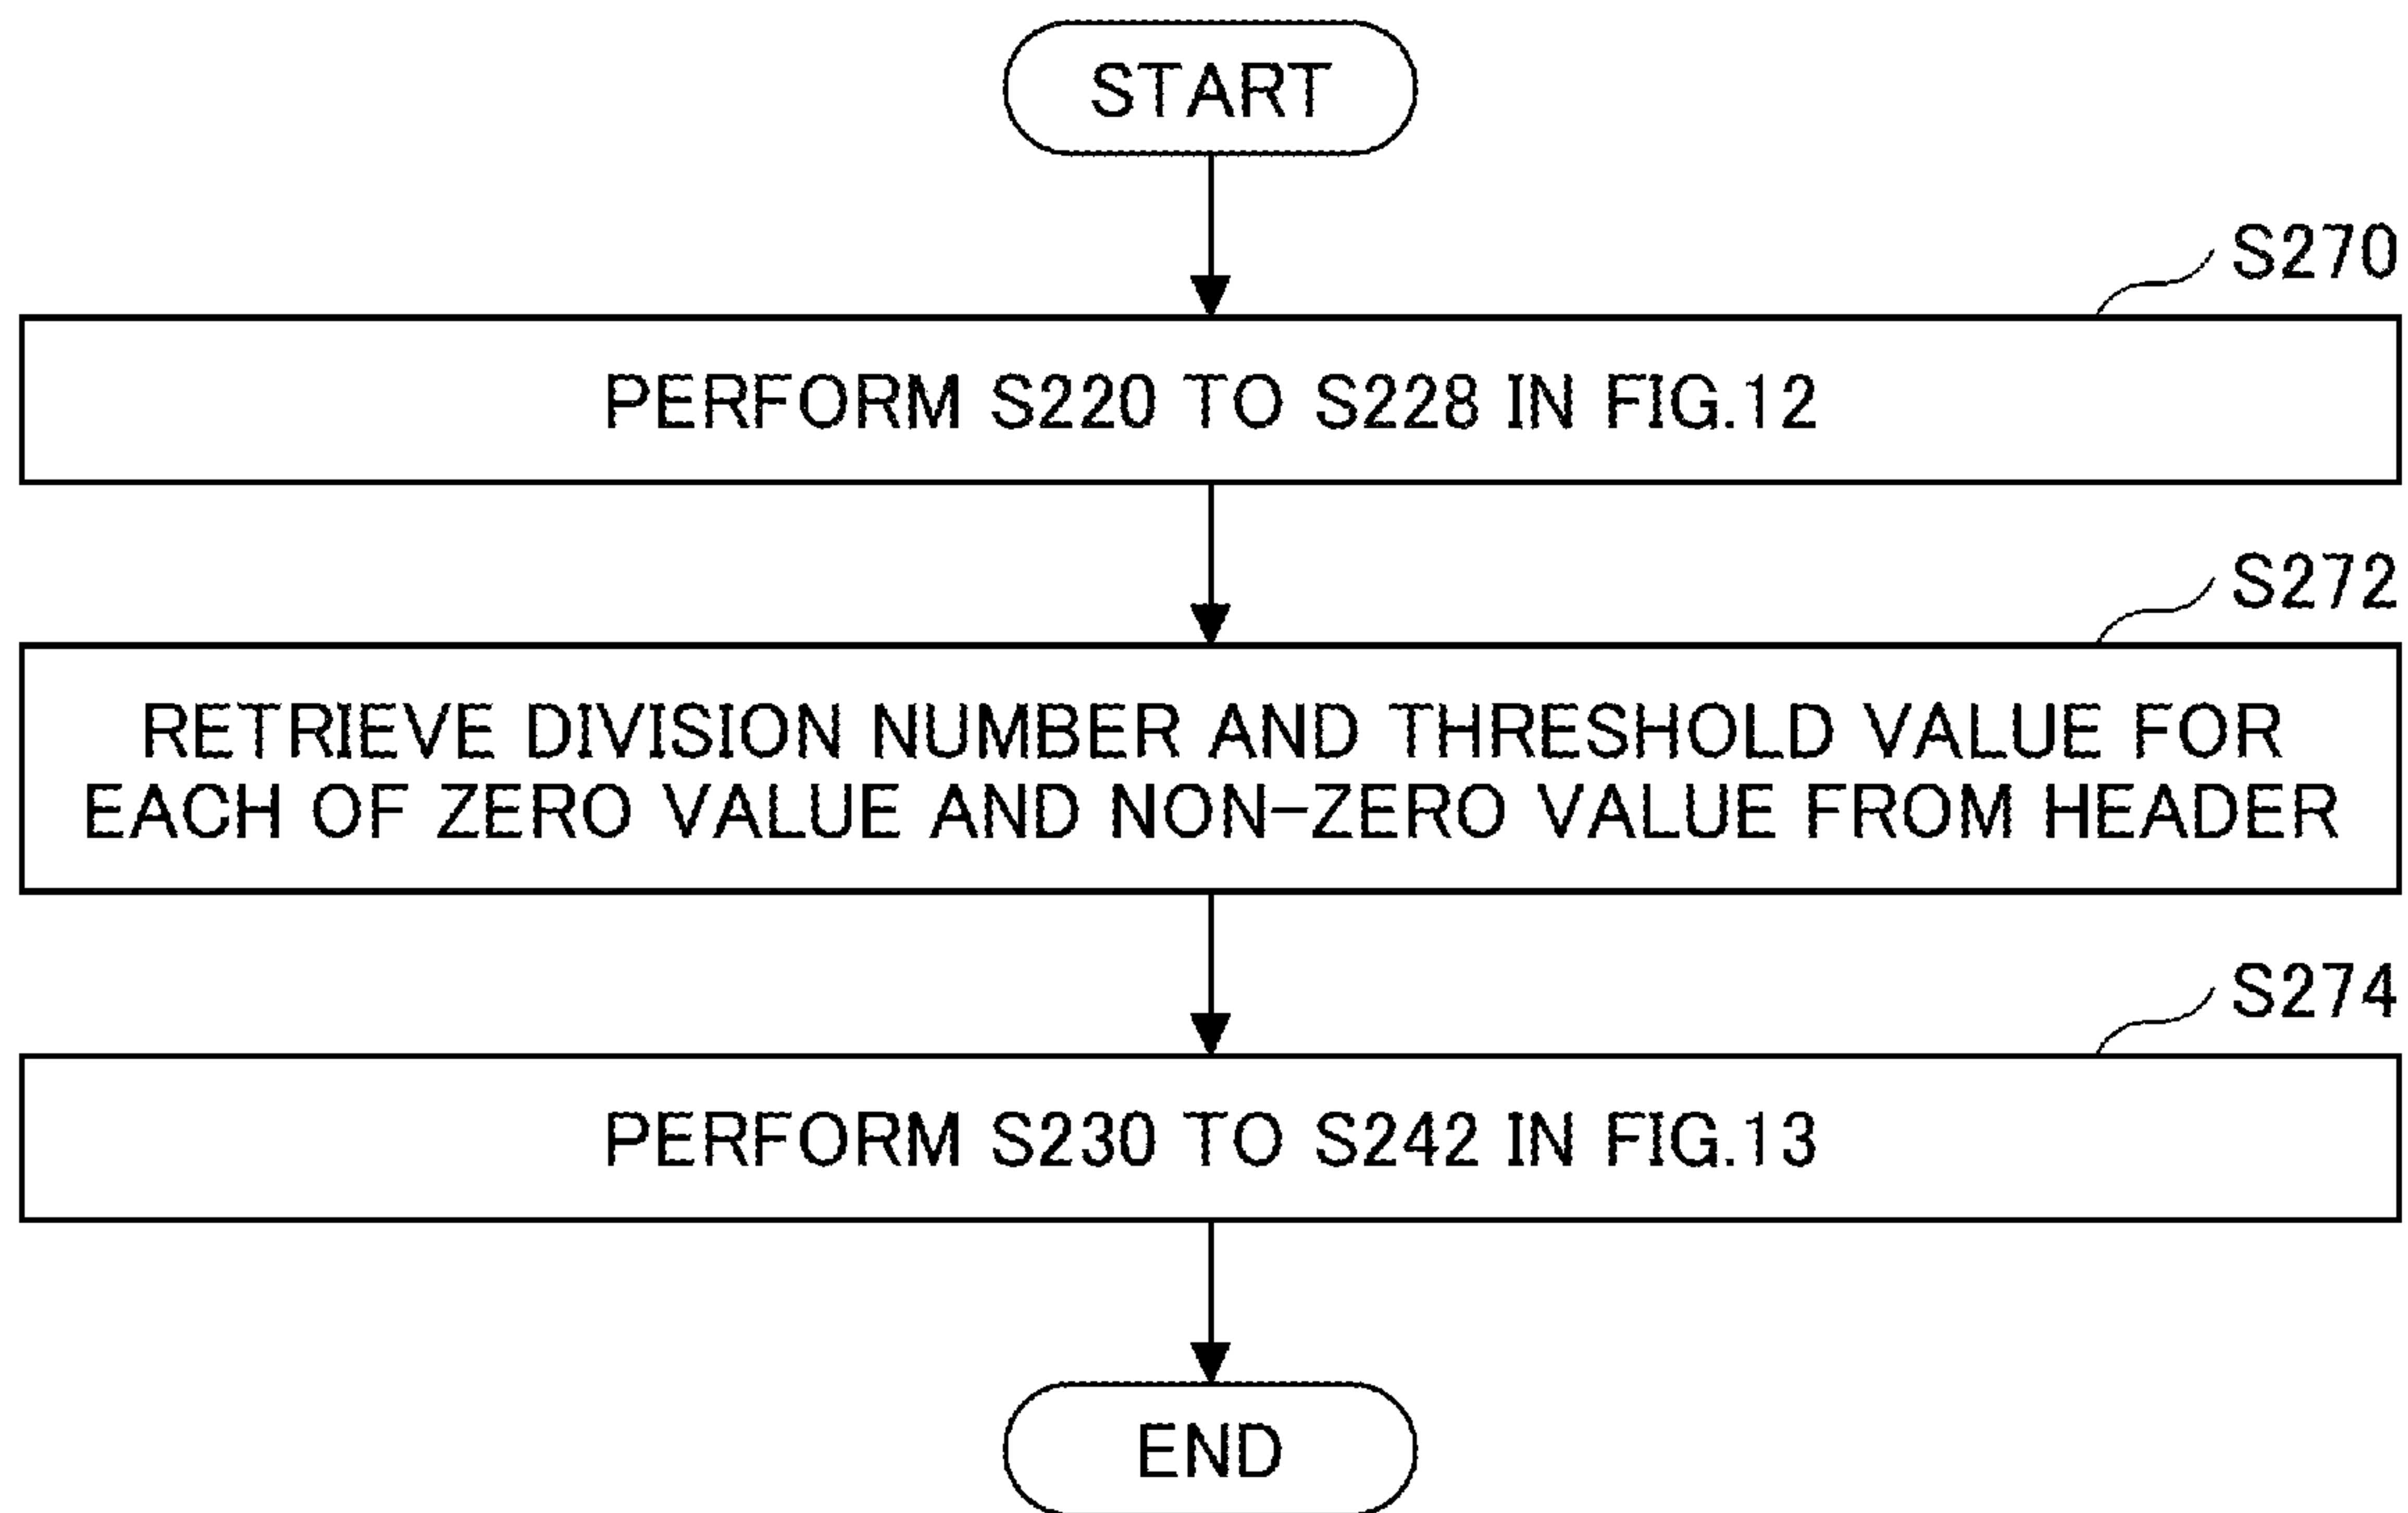 START
S270
PERFORM S220 TO S228 IN FIG.12
S272
RETRIEVE DIVISION NUMBER AND THRESHOLD VALUE FOR
EACH OF ZERO VALUE AND NON-ZERO VALUE FROM HEADER
S274
PERFORM S230 TO S242 IN FIG.13
END